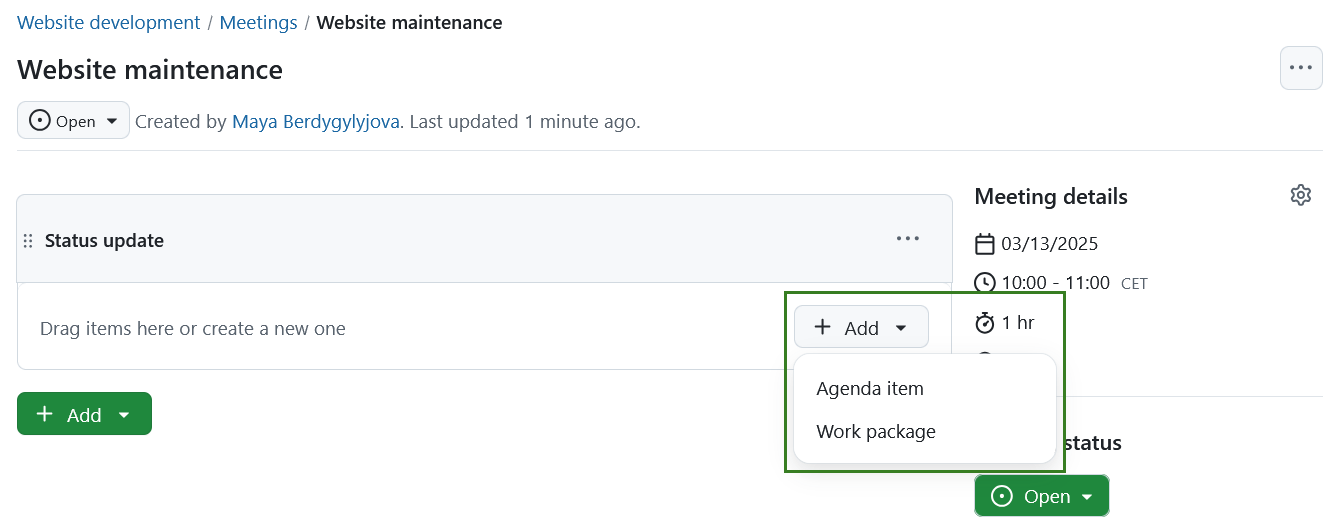 Website development / Meetings / Website maintenance
Website maintenance
Open Created by Maya Berdygylyjova. Last updated 1 minute ago.
Status update
Drag items here or create a new one
Add
Agenda item
Work package
Add
Meeting details
03/13/2025
10:00 - 11:00 CET
1 hr
status
Open